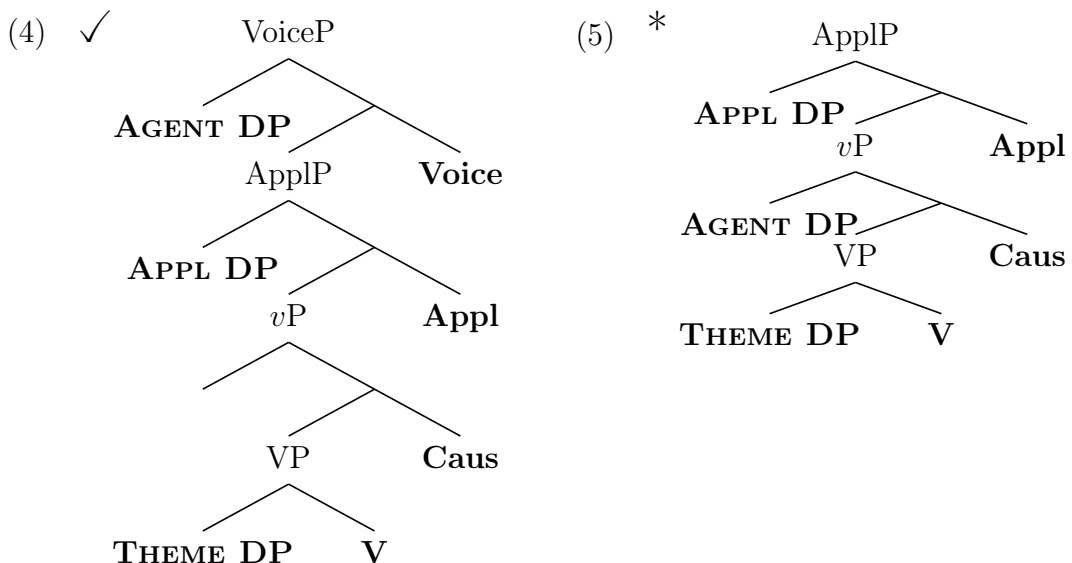 (4) ✓ VoiceP
AGENT DP
ApplP Voice
APPL DP
vP Appl
VP Caus
THEME DP V
(5) * ApplP
APPL DP
vP Appl
AGENT DP
VP Caus
THEME DP V